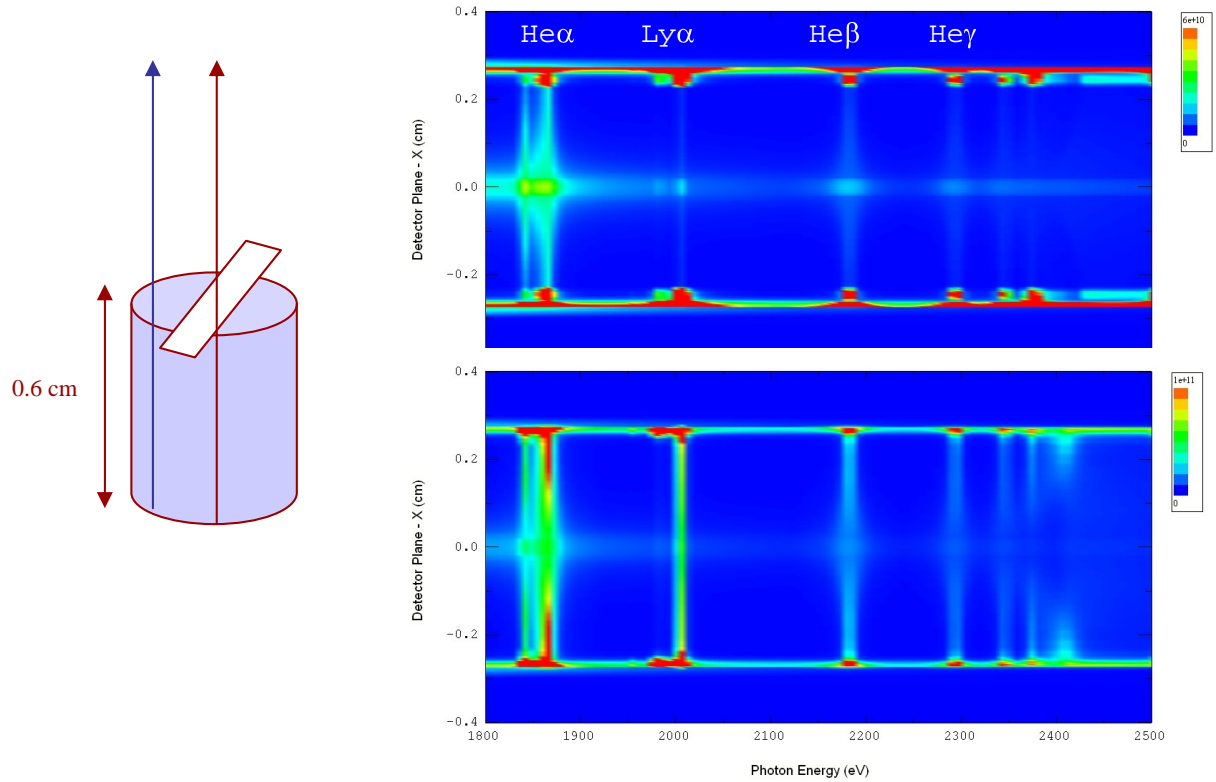 0.6 cm
0.4
0.2
0.0
-0.2
Detector Plane - X (cm)
Heα
Lyα
Heβ
Heγ
6e+10
0
0.4
0.2
0.0
-0.2
-0.4
Detector Plane - X (cm)
1e+11
0
1800 1900 2000 2100 2200 2300 2400 2500
Photon Energy (eV)